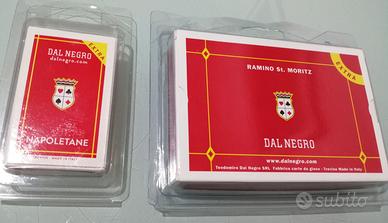 DAL NEGRO
dalnegro.com
EXTRA
NAPOLETANE
MADE IN ITALY
RAMINO St. MORITZ
EXTRA
DAL NEGRO
www.dalnegro.com
Teodomiro Dal Negro SRL Fabbrica carte da gioco - Treviso Made in Italy
subito